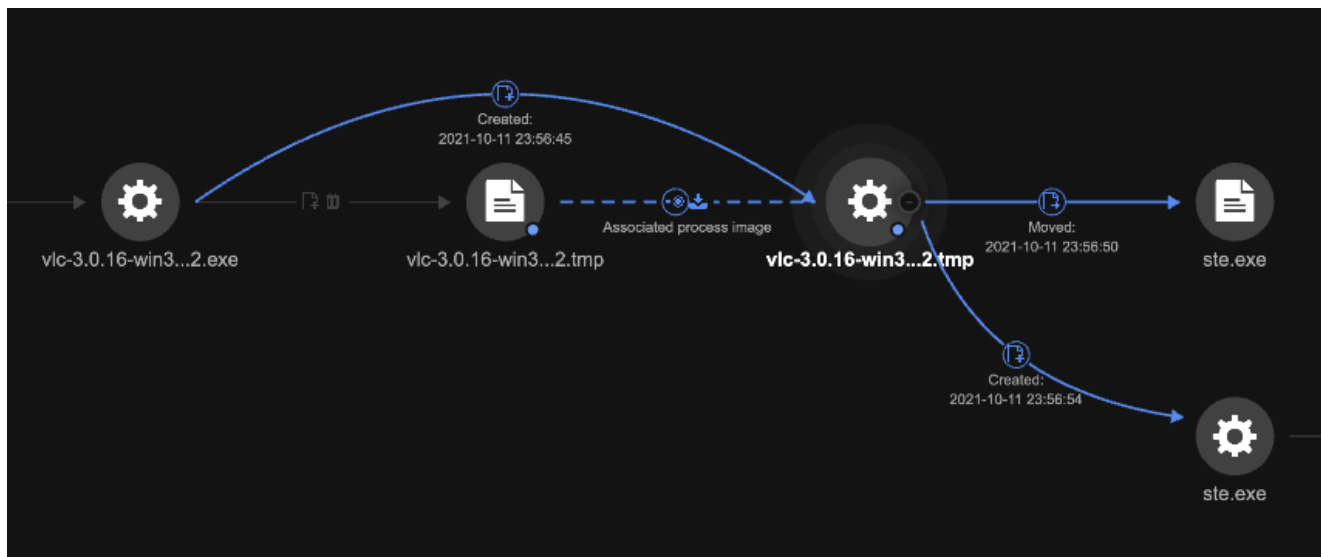 Created:
2021-10-11 23:56:45
vlc-3.0.16-win3...2.exe
vlc-3.0.16-win3...2.tmp
Associated process image
vlc-3.0.16-win3...2.tmp
Moved:
2021-10-11 23:56:50
ste.exe
Created:
2021-10-11 23:56:54
ste.exe